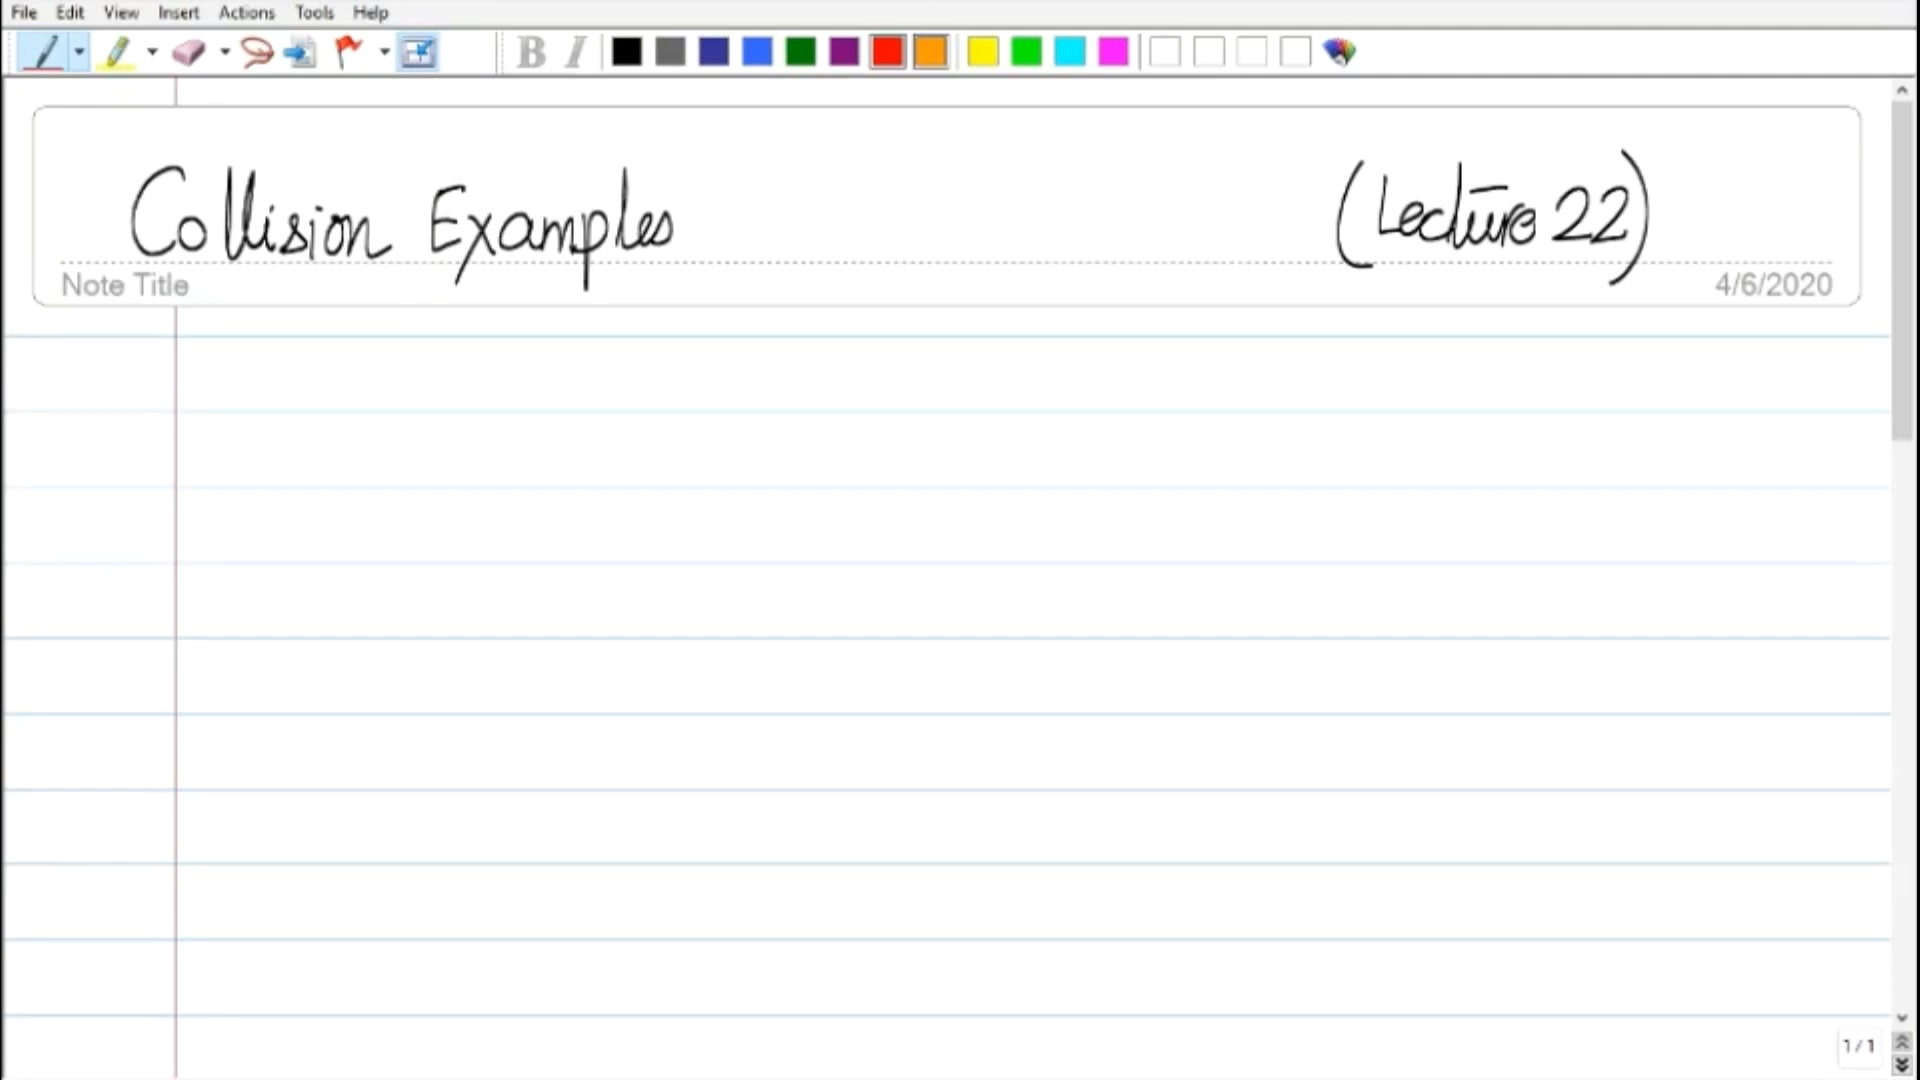 File Edit View Insert Actions Tools Help
B I
Collision Examples (Lecture 22)
Note Title 4/6/2020
1 / 1